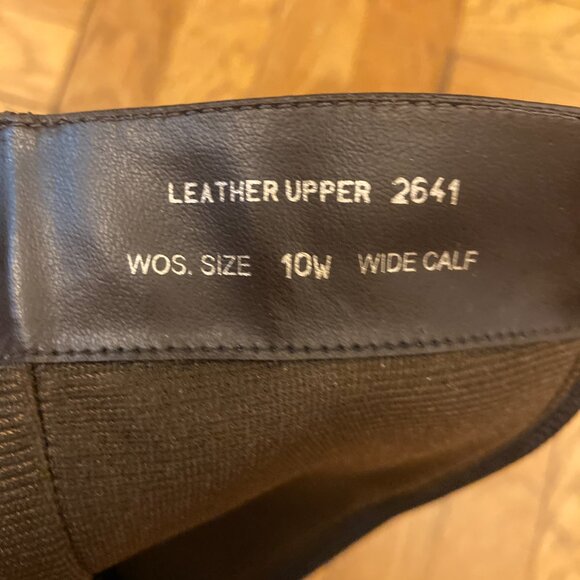 LEATHER UPPER 2641
WOS. SIZE 10W WIDE CALF